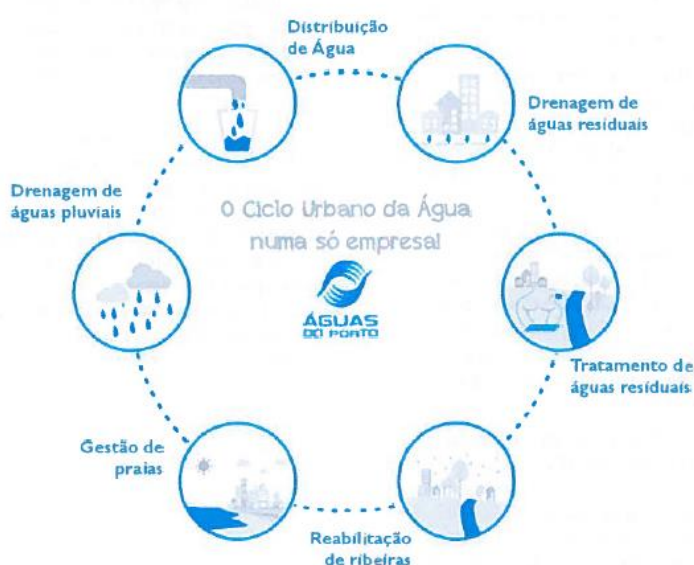 Distribuição
de Água
Drenagem de
águas residuais
Drenagem de
águas pluviais
O Ciclo Urbano da Água
numa só empresa!
ÁGUAS
DO PORTO
Tratamento de
águas residuais
Gestão de
praias
Reabilitação
de ribeiras